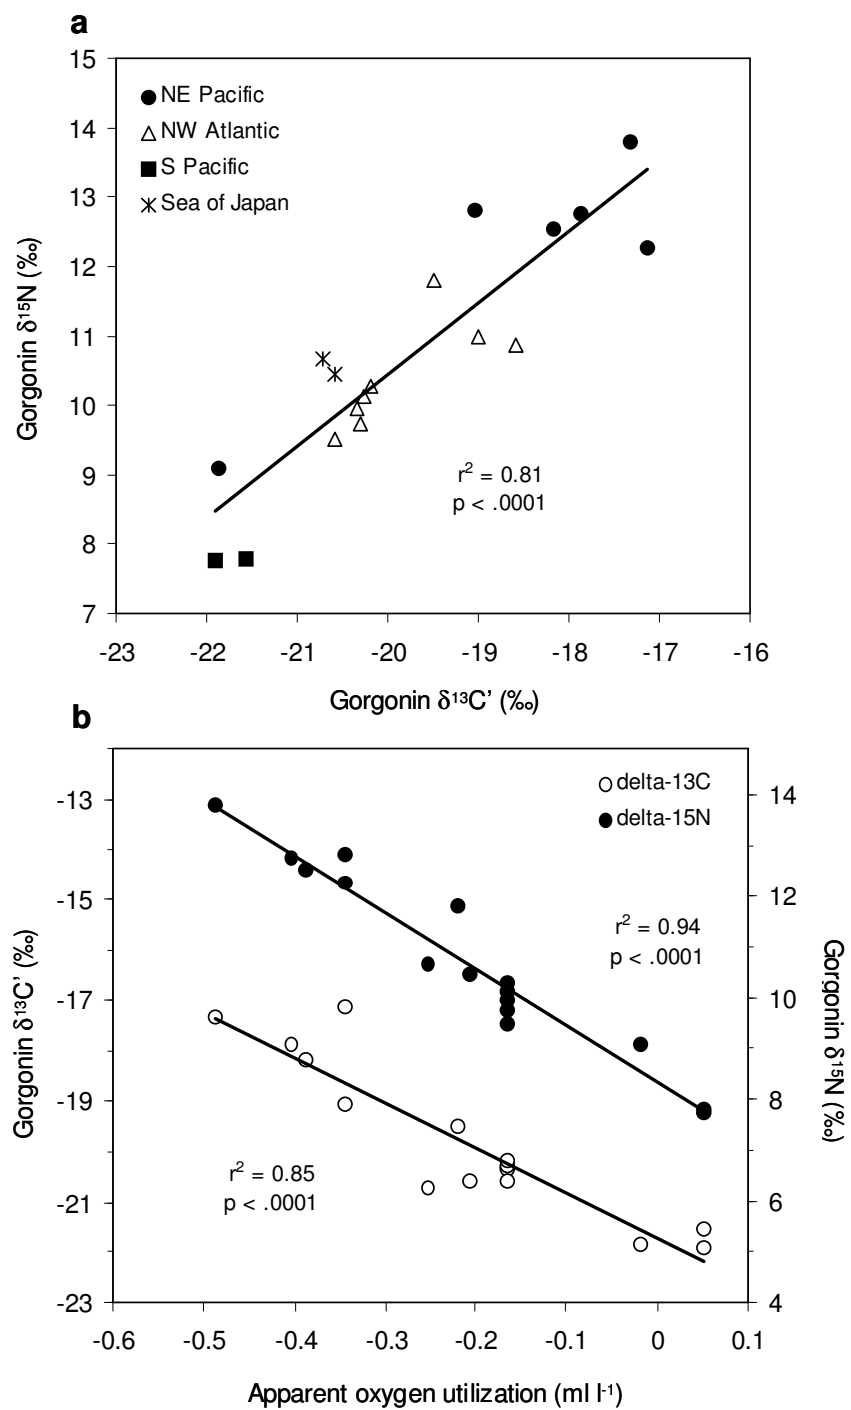 a
15
14
13
12
11
10
9
8
7
Gorgonin δ¹⁵N (‰)
NE Pacific
NW Atlantic
S Pacific
Sea of Japan
r² = 0.81
p < .0001
-23 -22 -21 -20 -19 -18 -17 -16
Gorgonin δ¹³C’ (‰)
b
-13
-15
-17
-19
-21
-23
Gorgonin δ¹³C’ (‰)
delta-13C
delta-15N
r² = 0.94
p < .0001
r² = 0.85
p < .0001
14
12
10
8
6
4
Gorgonin δ¹⁵N (‰)
-0.6 -0.5 -0.4 -0.3 -0.2 -0.1 0 0.1
Apparent oxygen utilization (ml l⁻¹)